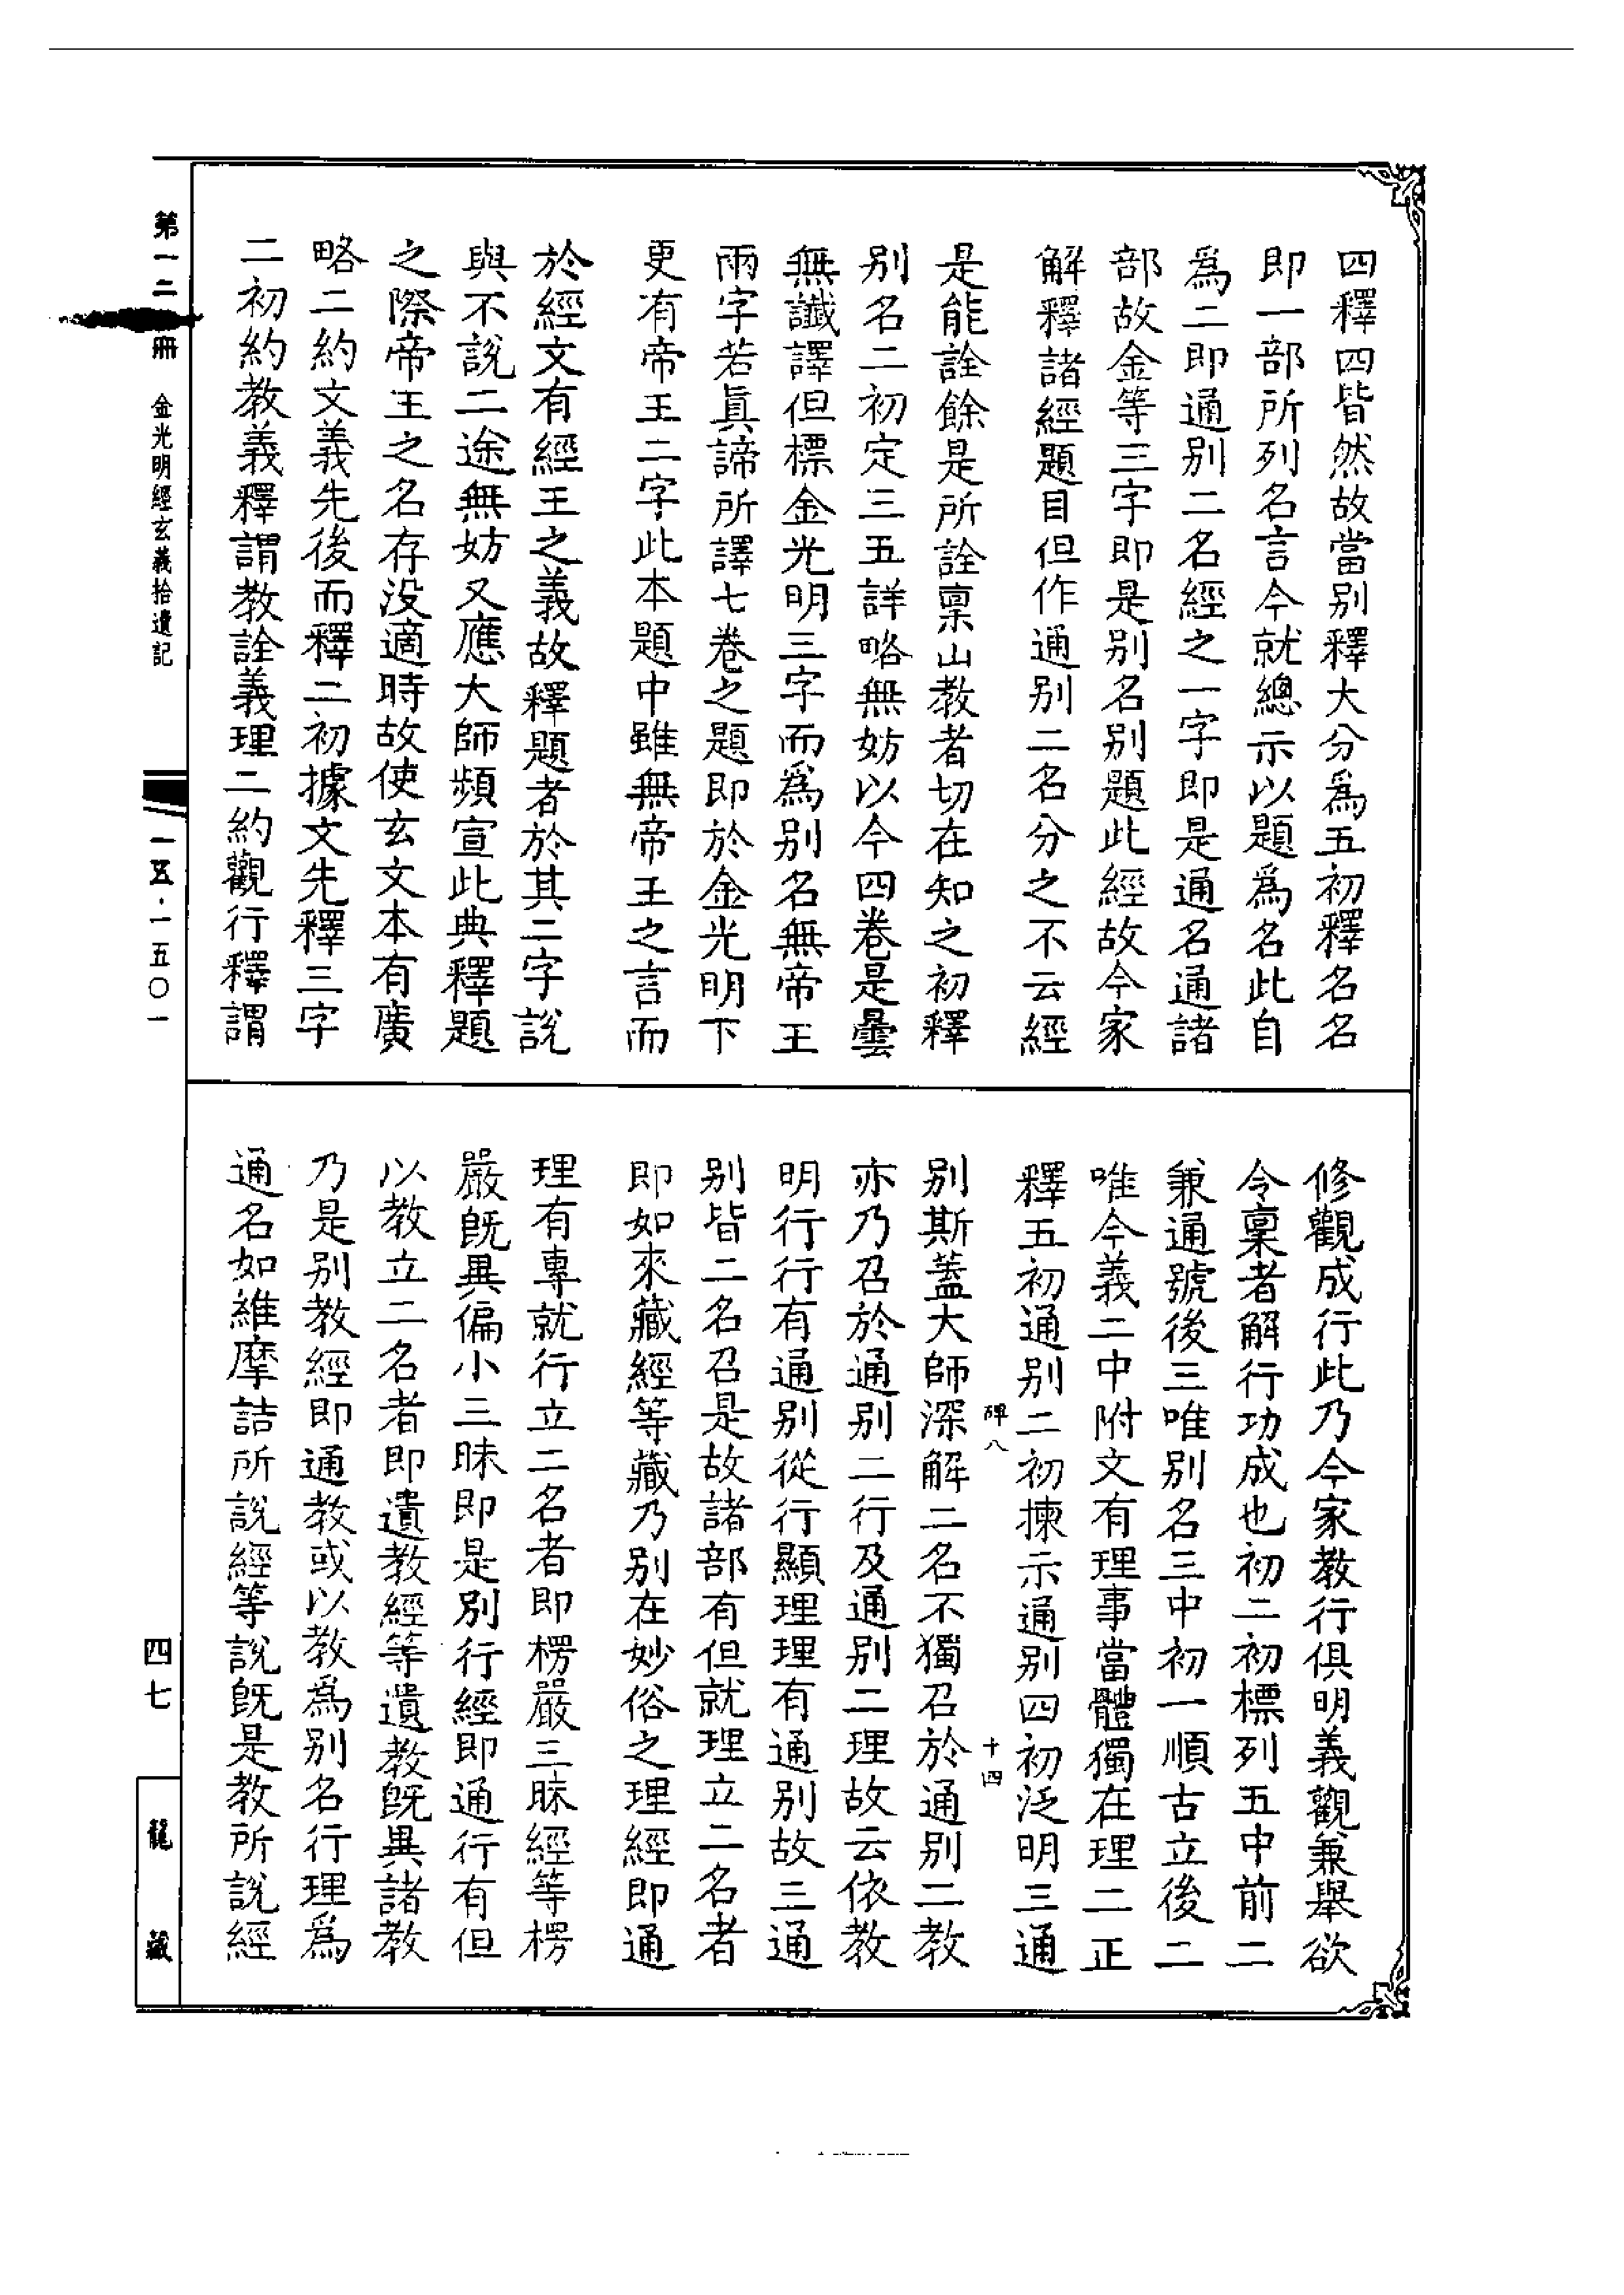 四釋四皆然故當别釋大分爲五初釋名名
即一部所列名言今就總示以題爲名此自
爲二即通别二名經之一字即是通名通諸
部故金等三字即是别名别題此經故今家
解釋諸經題目但作通别二名分之不云經
是能詮餘是所詮稟山教者切在知之初釋
别名二初定三五詳略無妨以今四卷是曇
無讖譯但標金光明三字而爲别名無帝王
兩字若眞諦所譯七卷之題即於金光明下
更有帝王二字此本題中雖無帝王之言而
於經文有經王之義故釋題者於其二字說
與不說二途無妨又應大師頻宣此典釋題
之際帝王之名存没適時故使玄文本有廣
略二約文義先後而釋二初據文先釋三字
二初約教義釋謂教詮義理二約觀行釋謂
修觀成行此乃今家教行俱明義觀兼舉欲
令稟者解行功成也初二初標列五中前二
兼通號後三唯别名三中初一順古立後二
唯今義二中附文有理事當體獨在理二正
釋五初通别二初揀示通别四初泛明三通
碑八
十四
别斯蓋大師深解二名不獨召於通别二教
亦乃召於通别二行及通别二理故云依教
明行行有通别從行顯理理有通别故三通
别皆二名召是故諸部有但就理立二名者
即如來藏經等藏乃别在妙俗之理經即通
理有專就行立二名者即楞嚴三昧經等楞
嚴旣異偏小三昧即是別行經即通行有但
以教立二名者即遺教經等遺教旣異諸教
乃是别教經即通教或以教爲别名行理爲
通名如維摩詰所說經等說旣是教所說經
第一二冊
金光明經玄義拾遺記
一五·一五〇一
四七
龍藏